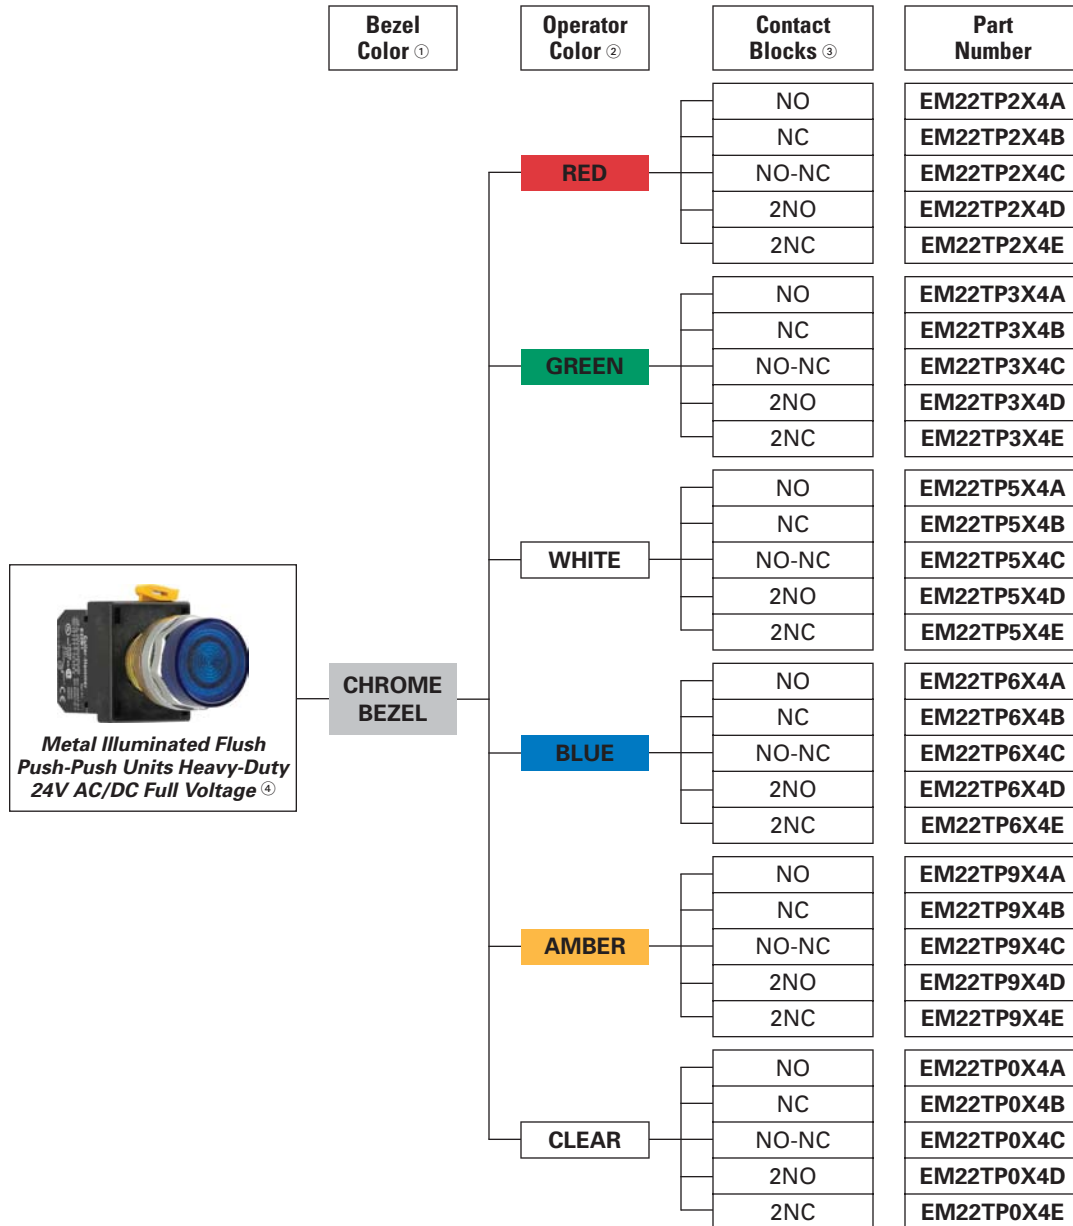 Bezel
Color ①
Operator
Color ②
Contact
Blocks ③
Part
Number
RED
NO EM22TP2X4A
NC EM22TP2X4B
NO-NC EM22TP2X4C
2NO EM22TP2X4D
2NC EM22TP2X4E
GREEN
NO EM22TP3X4A
NC EM22TP3X4B
NO-NC EM22TP3X4C
2NO EM22TP3X4D
2NC EM22TP3X4E
WHITE
NO EM22TP5X4A
NC EM22TP5X4B
NO-NC EM22TP5X4C
2NO EM22TP5X4D
2NC EM22TP5X4E
Metal Illuminated Flush
Push-Push Units Heavy-Duty
24V AC/DC Full Voltage ④
CHROME
BEZEL
BLUE
NO EM22TP6X4A
NC EM22TP6X4B
NO-NC EM22TP6X4C
2NO EM22TP6X4D
2NC EM22TP6X4E
AMBER
NO EM22TP9X4A
NC EM22TP9X4B
NO-NC EM22TP9X4C
2NO EM22TP9X4D
2NC EM22TP9X4E
CLEAR
NO EM22TP0X4A
NC EM22TP0X4B
NO-NC EM22TP0X4C
2NO EM22TP0X4D
2NC EM22TP0X4E